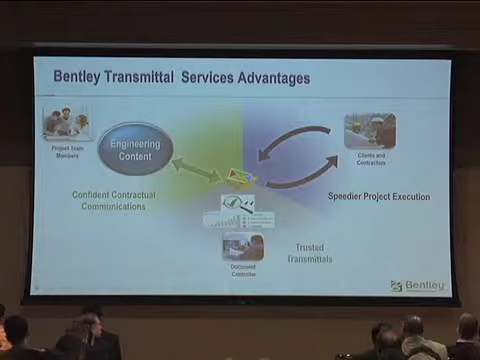 Bentley Transmittal Services Advantages
Project Team
Members
Engineering
Content
Clients and
Contractors
Confident Contractual
Communications
Speedier Project Execution
Document
Controller
Trusted
Transmittals
Bentley